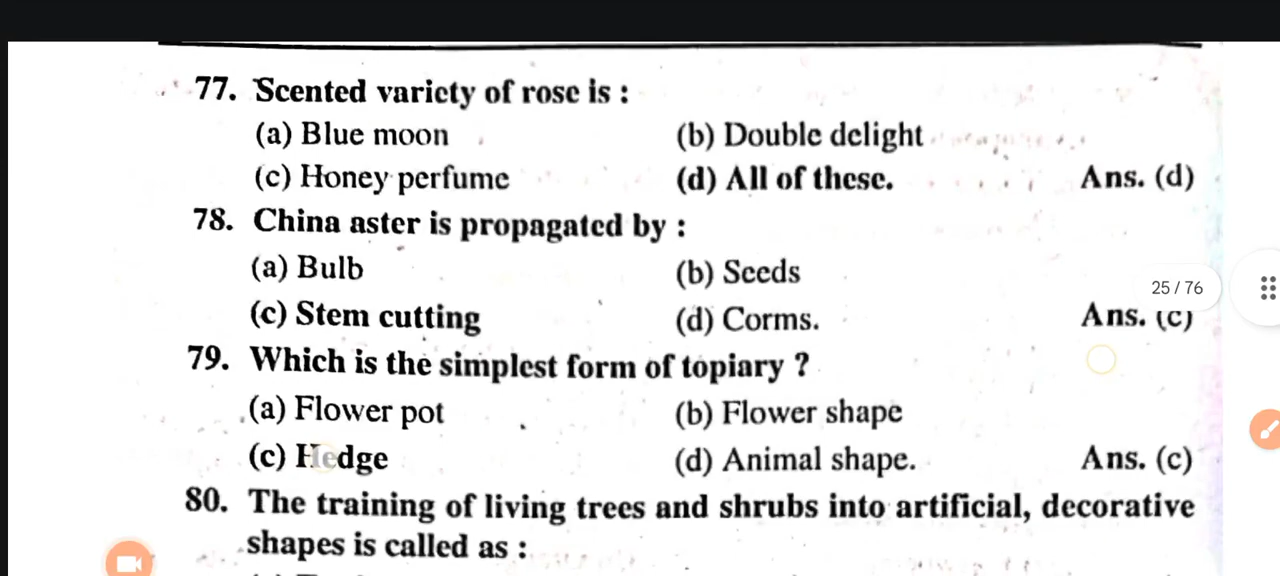 77. Scented variety of rose is :
(a) Blue moon (b) Double delight
(c) Honey perfume (d) All of these. Ans. (d)
78. China aster is propagated by :
(a) Bulb (b) Seeds
25 / 76
(c) Stem cutting (d) Corms. Ans. (c)
79. Which is the simplest form of topiary ?
(a) Flower pot (b) Flower shape
(c) Hedge (d) Animal shape. Ans. (c)
80. The training of living trees and shrubs into artificial, decorative
shapes is called as :